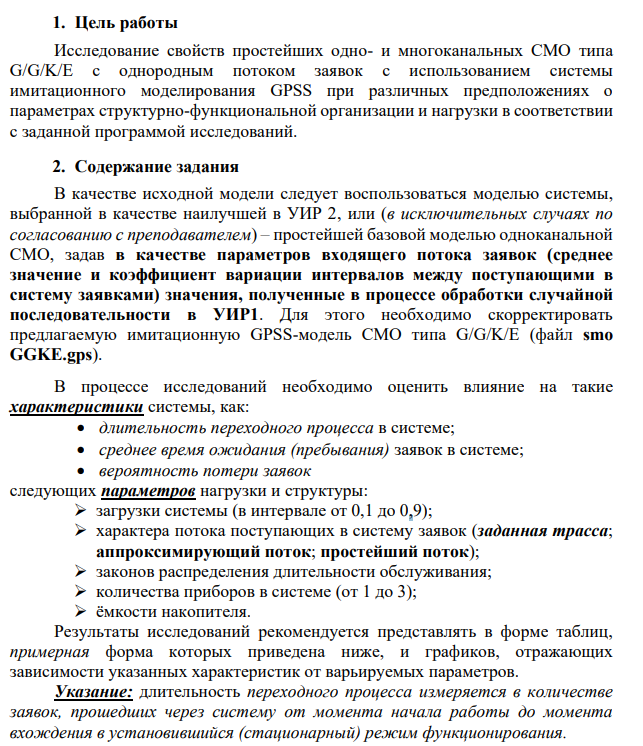 1. Цель работы
Исследование свойств простейших одно- и многоканальных СМО типа
G/G/K/E с однородным потоком заявок с использованием системы
имитационного моделирования GPSS при различных предположениях о
параметрах структурно-функциональной организации и нагрузки в соответствии
с заданной программой исследований.
2. Содержание задания
В качестве исходной модели следует воспользоваться моделью системы,
выбранной в качестве наилучшей в УИР 2, или (в исключительных случаях по
согласованию с преподавателем) – простейшей базовой моделью одноканальной
СМО, задав в качестве параметров входящего потока заявок (среднее
значение и коэффициент вариации интервалов между поступающими в
систему заявками) значения, полученные в процессе обработки случайной
последовательности в УИР1. Для этого необходимо скорректировать
предлагаемую имитационную GPSS-модель СМО типа G/G/K/E (файл smo
GGKE.gps).
В процессе исследований необходимо оценить влияние на такие
характеристики системы, как:
• длительность переходного процесса в системе;
• среднее время ожидания (пребывания) заявок в системе;
• вероятность потери заявок
следующих параметров нагрузки и структуры:
➢ загрузки системы (в интервале от 0,1 до 0,9);
➢ характера потока поступающих в систему заявок (заданная трасса;
аппроксимирующий поток; простейший поток);
➢ законов распределения длительности обслуживания;
➢ количества приборов в системе (от 1 до 3);
➢ ёмкости накопителя.
Результаты исследований рекомендуется представлять в форме таблиц,
примерная форма которых приведена ниже, и графиков, отражающих
зависимости указанных характеристик от варьируемых параметров.
Указание: длительность переходного процесса измеряется в количестве
заявок, прошедших через систему от момента начала работы до момента
вхождения в установившийся (стационарный) режим функционирования.